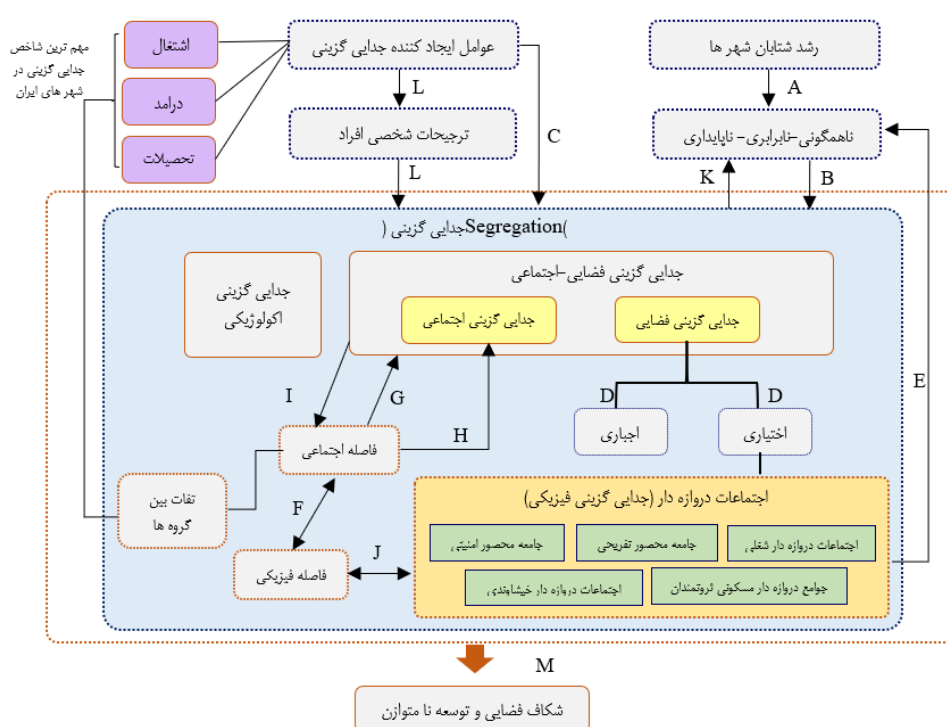 رشد شتابان شهر ها
عوامل ایجاد کننده جدایی گزینی
اشتغال
درامد
تحصیلات
مهم ترین شاخص
جدایی گزینی در
شهر های ایران
A
L
C
ناهمگونی-نابرابری- ناپایداری
ترجیحات شخصی افراد
L
K
B
)Segregationجدایی گزینی (
جدایی گزینی فضایی-اجتماعی
جدایی گزینی
اکولوژیکی
جدایی گزینی فضایی
جدایی گزینی اجتماعی
E
I
G
D
D
H
اختیاری
اجباری
فاصله اجتماعی
تفات بین
گروه ها
F
J
فاصله فیزیکی
اجتماعات دروازه دار (جدایی گزینی فیزیکی)
اجتماعات دروازه دار شغلی
جامعه محصور تفریحی
جامعه محصور امنیتی
جوامع دروازه دار مسکونی ثروتمندان
اجتماعات دروازه دار خیشاوندی
M
شکاف فضایی و توسعه نا متوازن